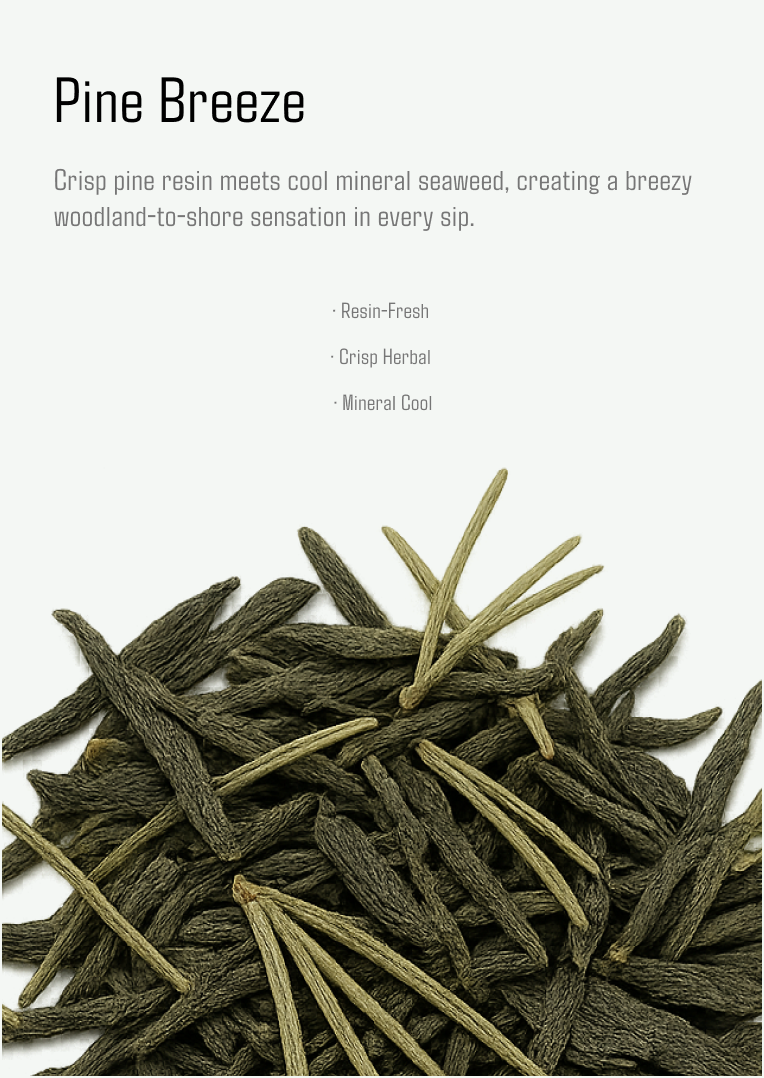 Pine Breeze
Crisp pine resin meets cool mineral seaweed, creating a breezy
woodland-to-shore sensation in every sip.
· Resin-Fresh
· Crisp Herbal
· Mineral Cool